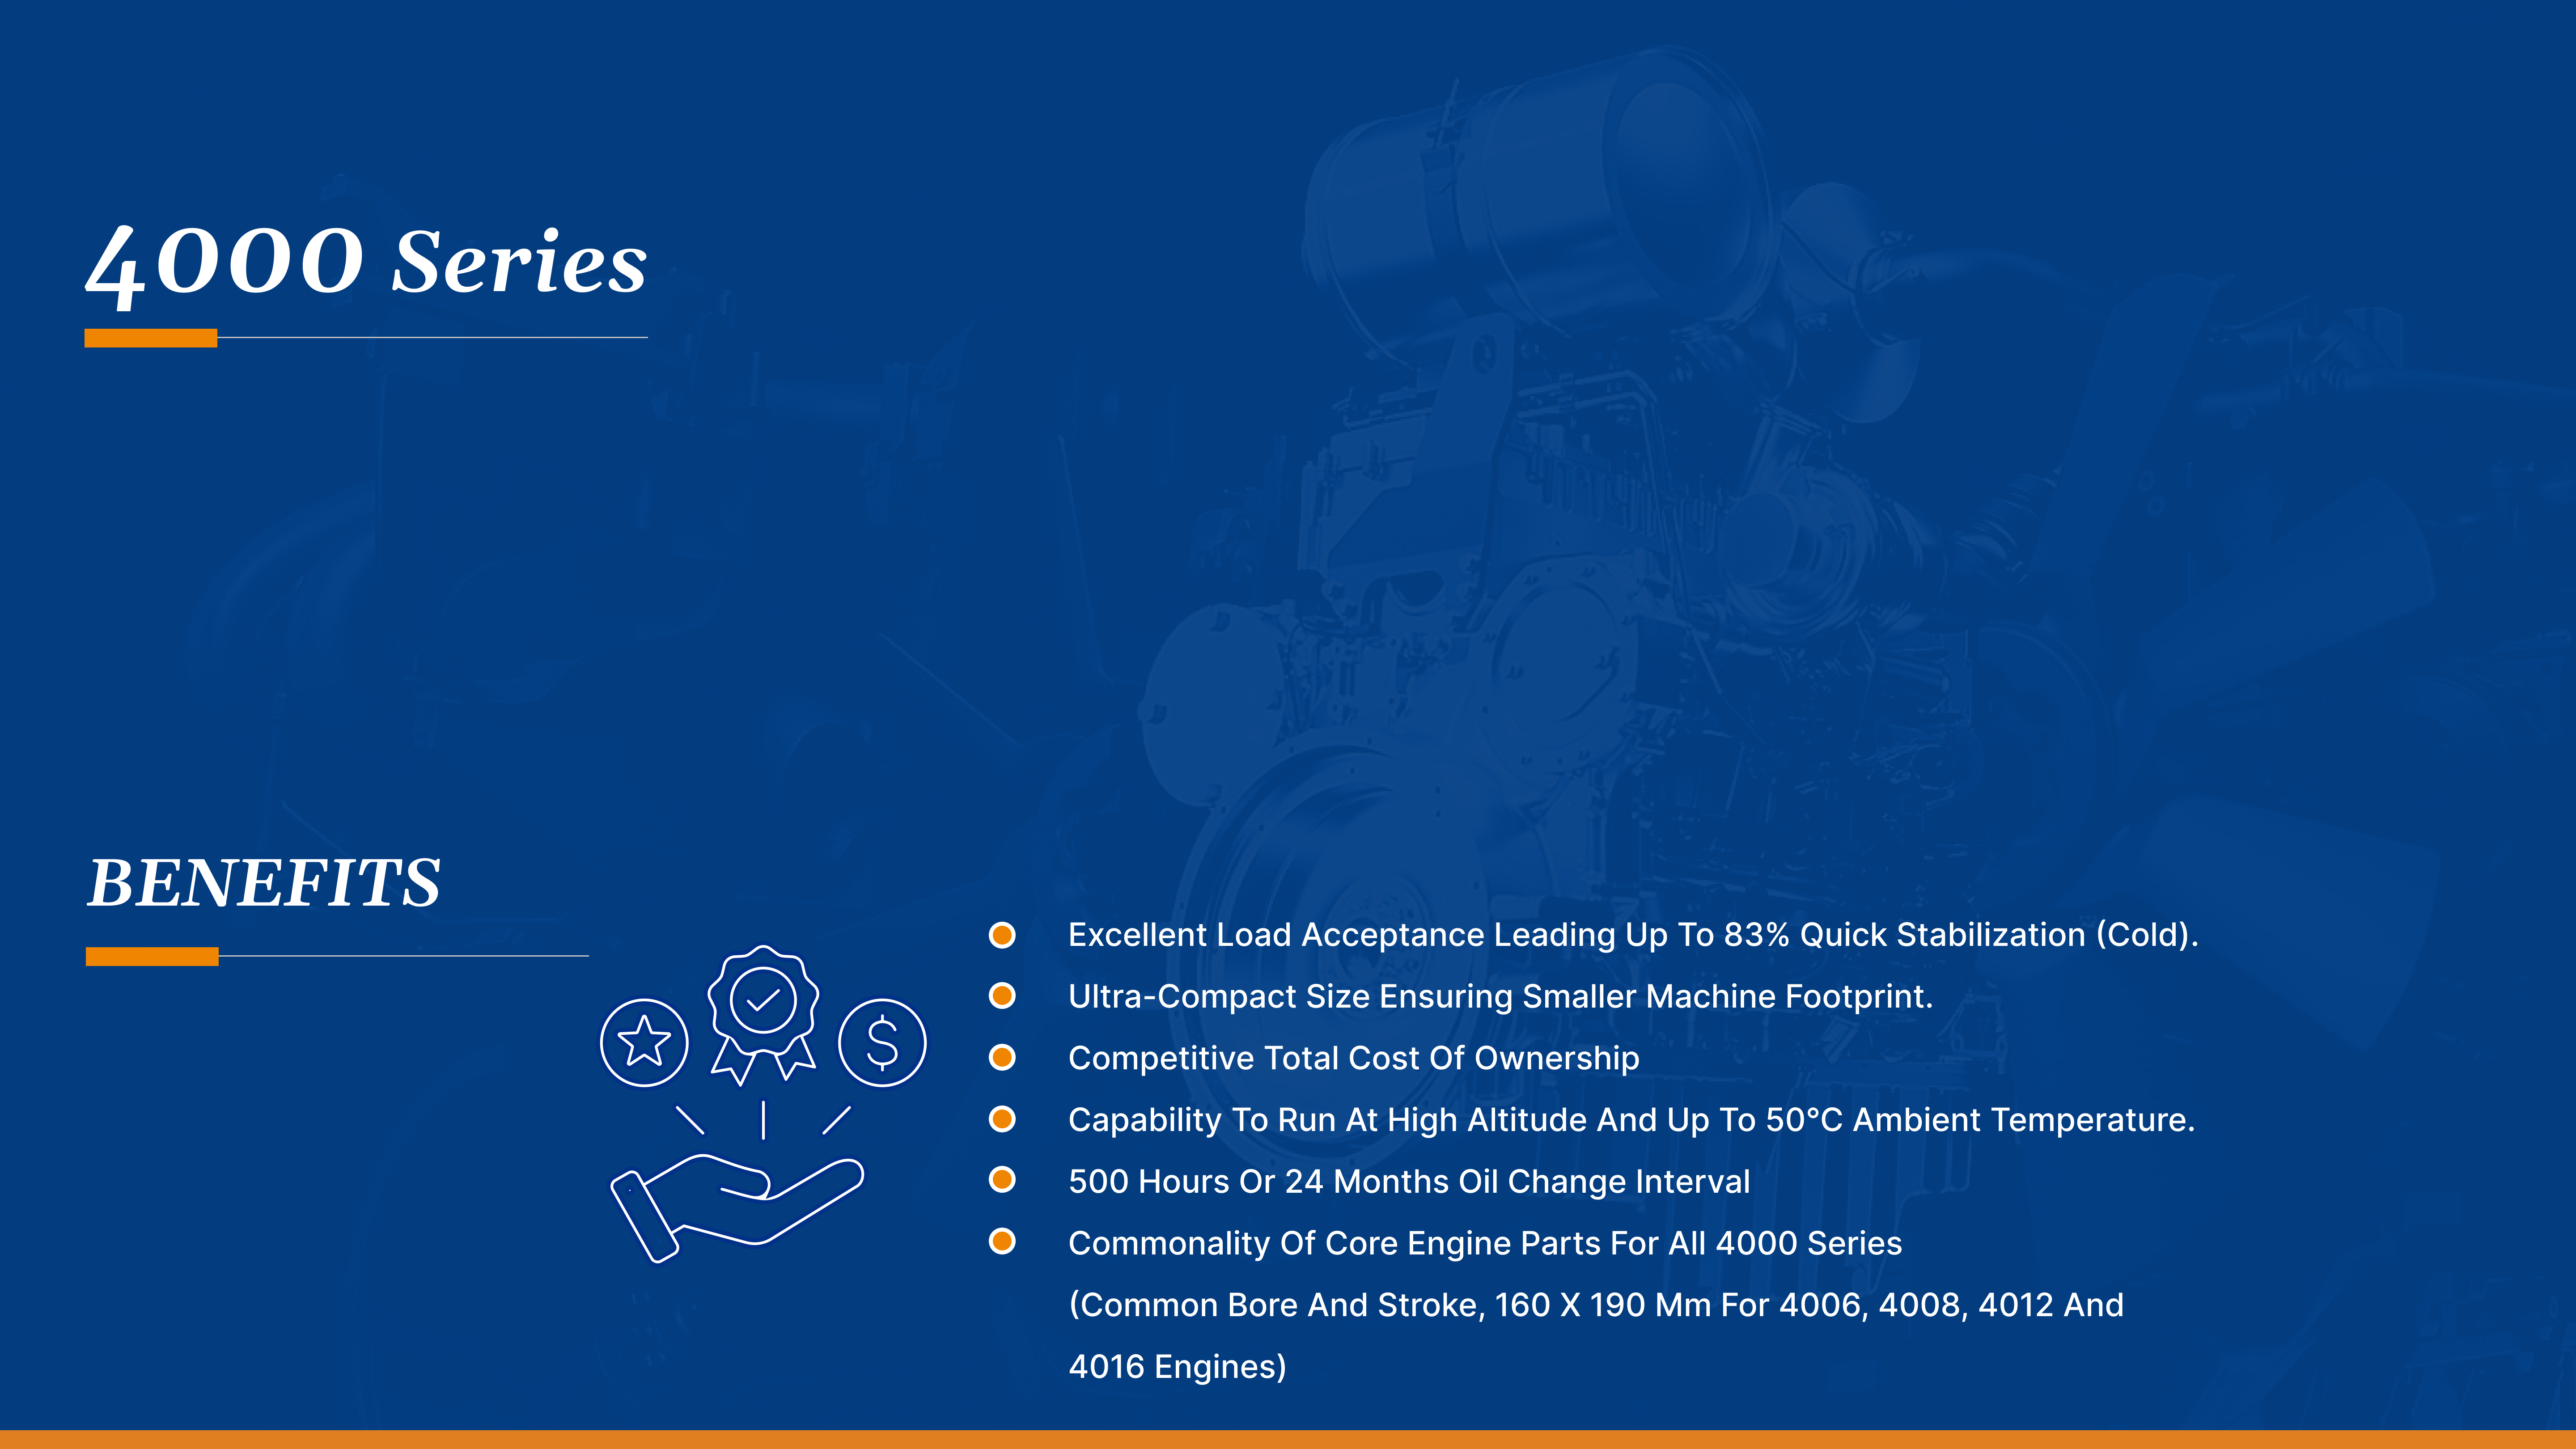 4000 Series
BENEFITS
Excellent Load Acceptance Leading Up To 83% Quick Stabilization (Cold).
Ultra-Compact Size Ensuring Smaller Machine Footprint.
Competitive Total Cost Of Ownership
Capability To Run At High Altitude And Up To 50°C Ambient Temperature.
500 Hours Or 24 Months Oil Change Interval
Commonality Of Core Engine Parts For All 4000 Series
(Common Bore And Stroke, 160 X 190 Mm For 4006, 4008, 4012 And
4016 Engines)